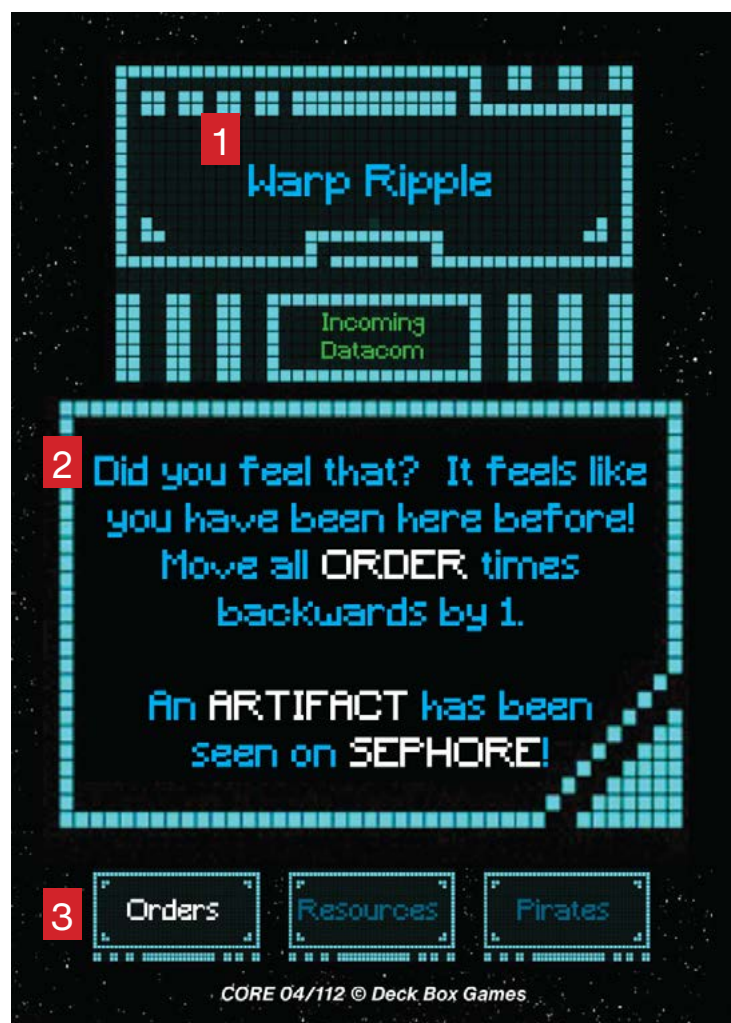 1
Warp Ripple
Incoming
Datacom
2
Did you feel that? It feels like
you have been here before!
Move all ORDER times
backwards by 1.
An ARTIFACT has been
seen on SEPHORE!
3
Orders Resources Pirates
CORE 04/112 © Deck Box Games